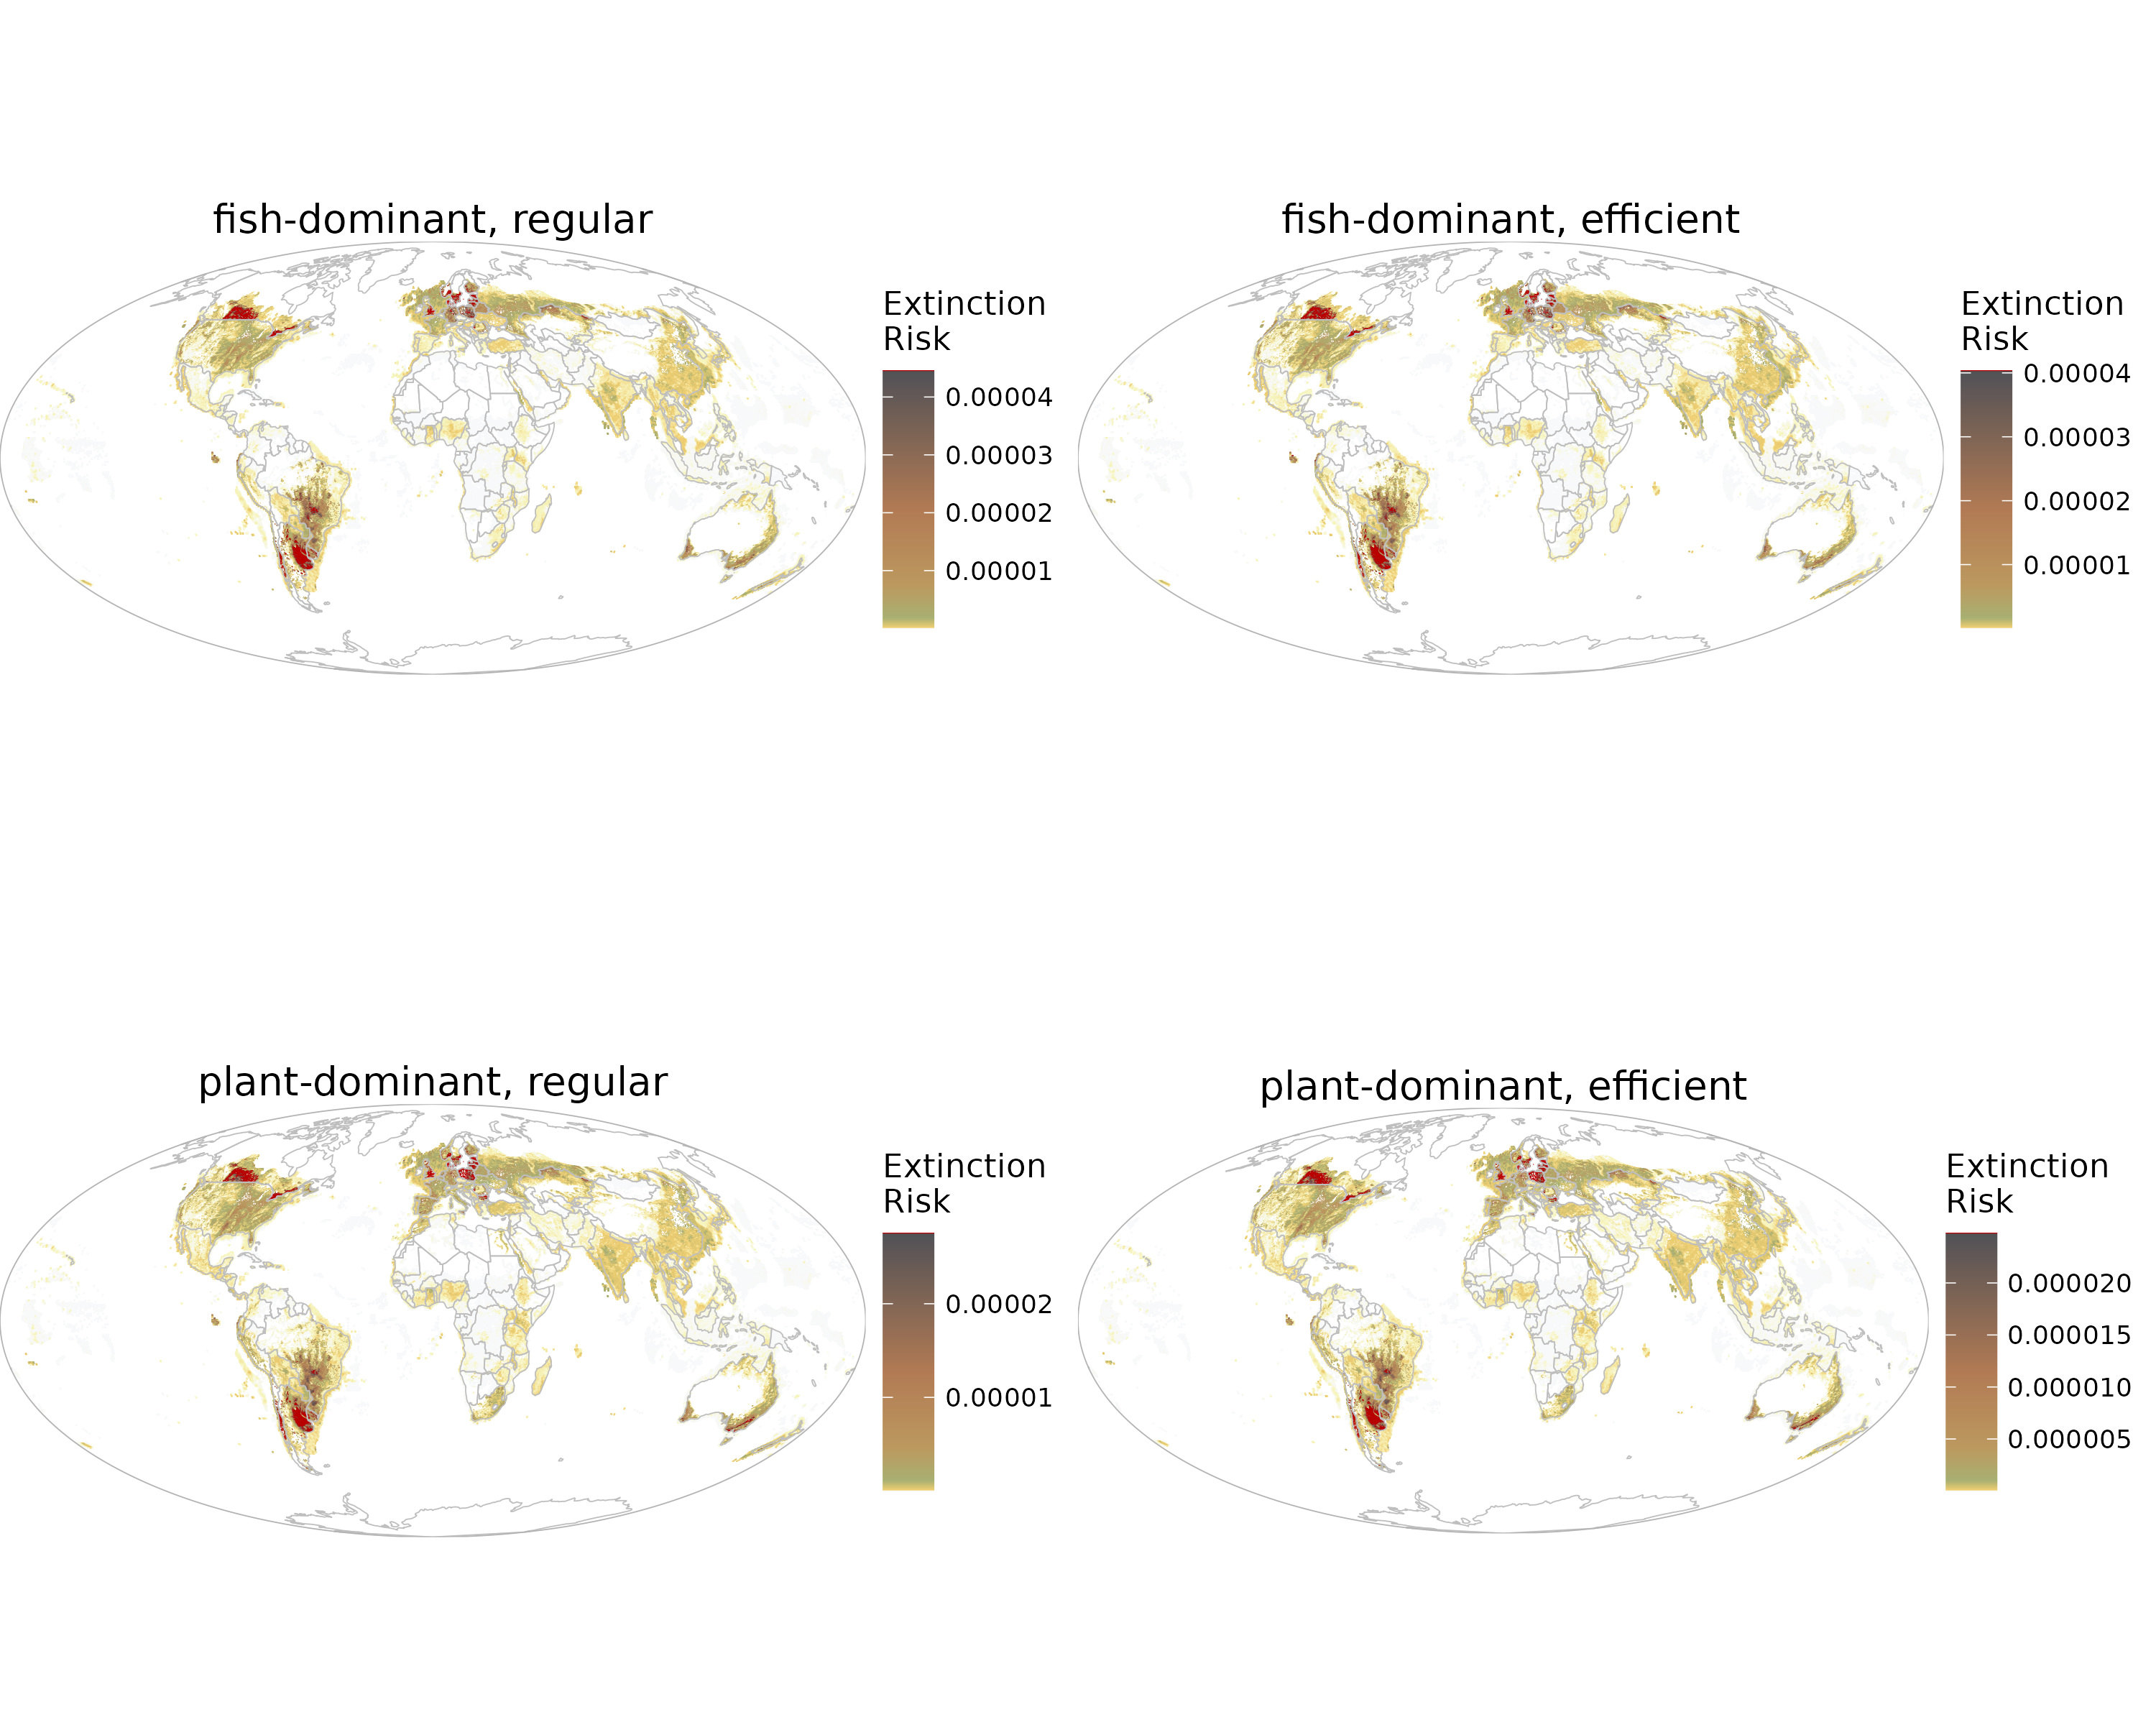 fish-dominant, regular
Extinction
Risk
0.00004
0.00003
0.00002
0.00001
fish-dominant, efficient
Extinction
Risk
0.00004
0.00003
0.00002
0.00001
plant-dominant, regular
Extinction
Risk
0.00002
0.00001
plant-dominant, efficient
Extinction
Risk
0.000020
0.000015
0.000010
0.000005